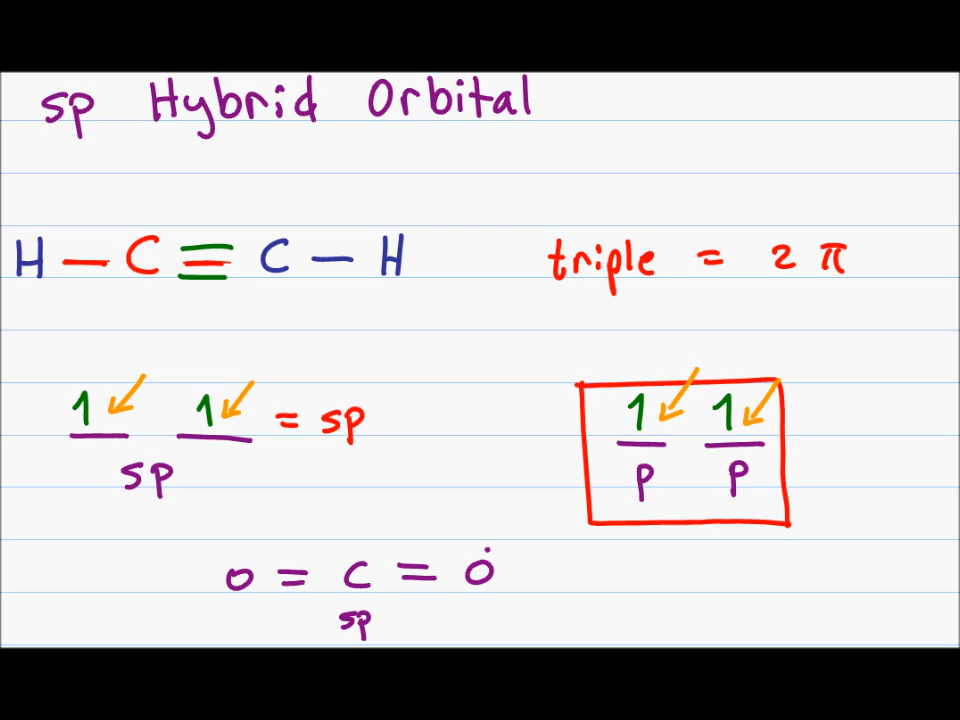 sp Hybrid Orbital
H — C ≡ C — H triple = 2 π
1 1 = sp 1 1
sp p p
O = C = O
sp